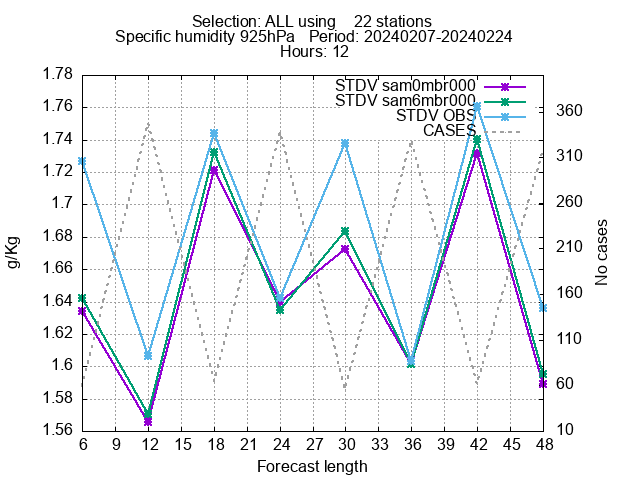 Selection: ALL using    22 stations
Specific humidity 925hPa   Period: 20240207-20240224
Hours: 12
STDV sam0mbr000
STDV sam6mbr000
STDV OBS
CASES
1.78
1.76
1.74
1.72
1.7
1.68
1.66
1.64
1.62
1.6
1.58
1.56
g/Kg
360
310
260
210
160
110
60
10
No cases
6 9 12 15 18 21 24 27 30 33 36 39 42 45 48
Forecast length